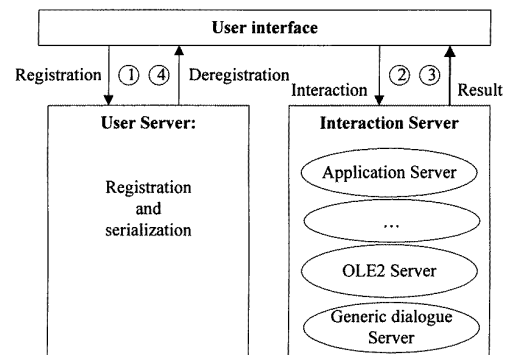 User interface
Registration ① ④ Deregistration
Interaction ② ③ Result
User Server:
Registration
and
serialization
Interaction Server
Application Server
...
OLE2 Server
Generic dialogue
Server